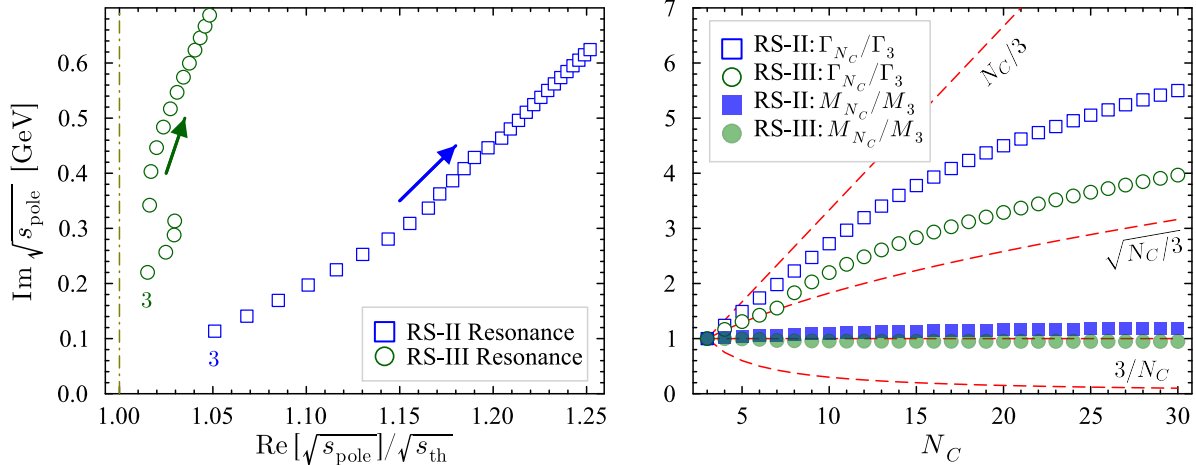 Im √s_pole [GeV]
0.6
0.5
0.4
0.3
0.2
0.1
0.0
3
3
RS-II Resonance
RS-III Resonance
1.00
1.05
1.10
1.15
1.20
1.25
Re [√s_pole]/√s_th
7
6
5
4
3
2
1
0
RS-II: Γ_{N_C}/Γ_3
RS-III: Γ_{N_C}/Γ_3
RS-II: M_{N_C}/M_3
RS-III: M_{N_C}/M_3
N_C/3
√N_C/3
3/N_C
5
10
15
20
25
30
N_C